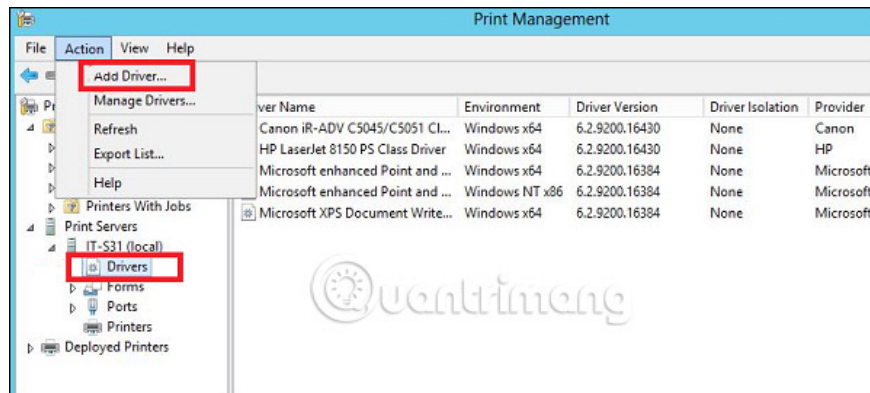 Print Management
File Action View Help
Add Driver...
Manage Drivers...
Refresh
Export List...
Help
Pr
ver Name Environment Driver Version Driver Isolation Provider
Canon iR-ADV C5045/C5051 Cl... Windows x64 6.2.9200.16430 None Canon
HP LaserJet 8150 PS Class Driver Windows x64 6.2.9200.16430 None HP
Microsoft enhanced Point and ... Windows x64 6.2.9200.16384 None Microsoft
Microsoft enhanced Point and ... Windows NT x86 6.2.9200.16384 None Microsoft
Microsoft XPS Document Write... Windows x64 6.2.9200.16384 None Microsoft
Printers With Jobs
Print Servers
IT-S31 (local)
Drivers
Forms
Ports
Printers
Deployed Printers
Quantrimang